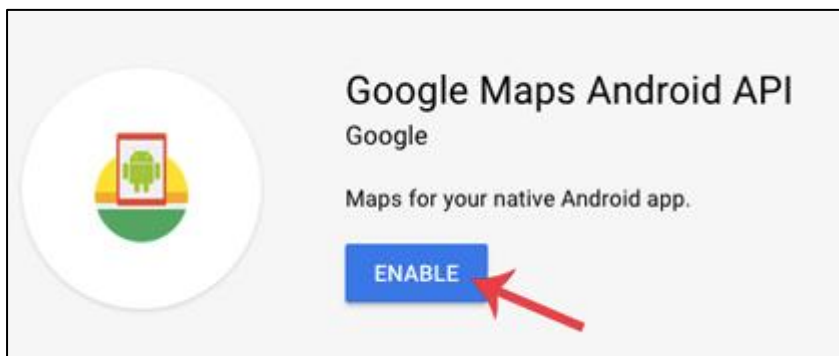 Google Maps Android API
Google
Maps for your native Android app.
ENABLE